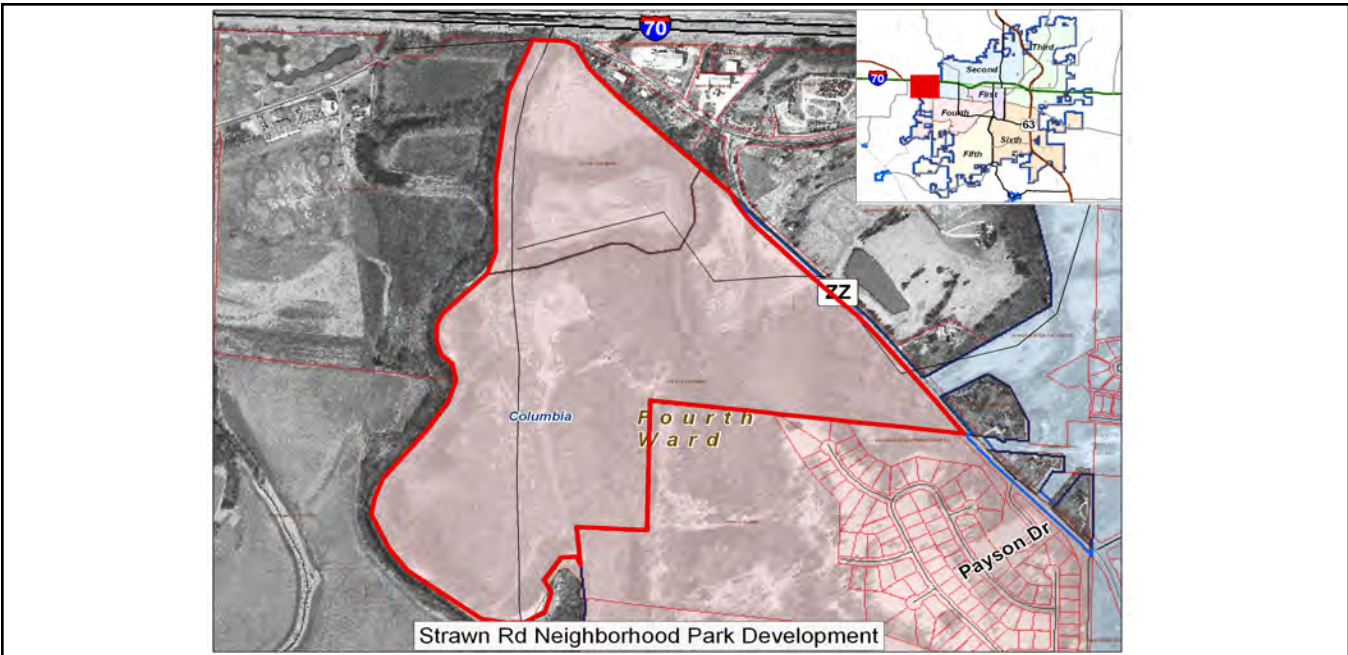 70
Third
Second
70
First
Fourth
63
Sixth
Fifth
ZZ
Columbia
Fourth
Ward
Payson Dr
Strawn Rd Neighborhood Park Development